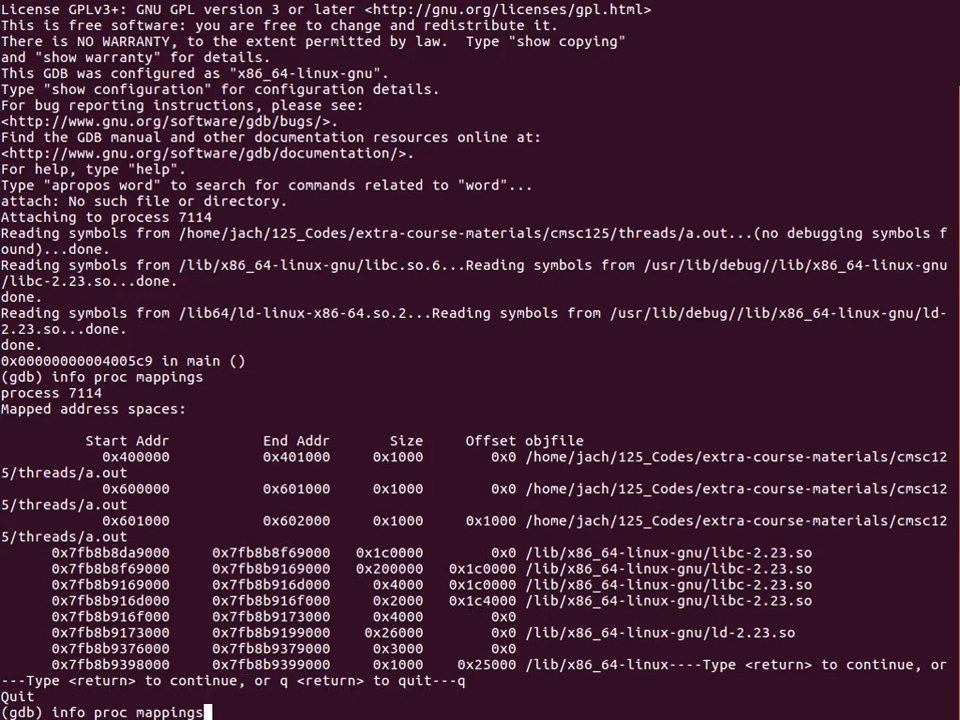 License GPLv3+: GNU GPL version 3 or later <http://gnu.org/licenses/gpl.html>
This is free software: you are free to change and redistribute it.
There is NO WARRANTY, to the extent permitted by law.  Type "show copying"
and "show warranty" for details.
This GDB was configured as "x86_64-linux-gnu".
Type "show configuration" for configuration details.
For bug reporting instructions, please see:
<http://www.gnu.org/software/gdb/bugs/>.
Find the GDB manual and other documentation resources online at:
<http://www.gnu.org/software/gdb/documentation/>.
For help, type "help".
Type "apropos word" to search for commands related to "word"...
attach: No such file or directory.
Attaching to process 7114
Reading symbols from /home/jach/125_Codes/extra-course-materials/cmsc125/threads/a.out...(no debugging symbols f
ound)...done.
Reading symbols from /lib/x86_64-linux-gnu/libc.so.6...Reading symbols from /usr/lib/debug//lib/x86_64-linux-gnu
/libc-2.23.so...done.
done.
Reading symbols from /lib64/ld-linux-x86-64.so.2...Reading symbols from /usr/lib/debug//lib/x86_64-linux-gnu/ld-
2.23.so...done.
done.
0x00000000004005c9 in main ()
(gdb) info proc mappings
process 7114
Mapped address spaces:
Start Addr           End Addr       Size     Offset objfile
0x400000           0x401000     0x1000        0x0 /home/jach/125_Codes/extra-course-materials/cmsc12
5/threads/a.out
0x600000           0x601000     0x1000        0x0 /home/jach/125_Codes/extra-course-materials/cmsc12
5/threads/a.out
0x601000           0x602000     0x1000     0x1000 /home/jach/125_Codes/extra-course-materials/cmsc12
5/threads/a.out
0x7fb8b8da9000     0x7fb8b8f69000   0x1c0000        0x0 /lib/x86_64-linux-gnu/libc-2.23.so
0x7fb8b8f69000     0x7fb8b9169000   0x200000   0x1c0000 /lib/x86_64-linux-gnu/libc-2.23.so
0x7fb8b9169000     0x7fb8b916d000     0x4000   0x1c0000 /lib/x86_64-linux-gnu/libc-2.23.so
0x7fb8b916d000     0x7fb8b916f000     0x2000   0x1c4000 /lib/x86_64-linux-gnu/libc-2.23.so
0x7fb8b916f000     0x7fb8b9173000     0x4000        0x0
0x7fb8b9173000     0x7fb8b9199000    0x26000        0x0 /lib/x86_64-linux-gnu/ld-2.23.so
0x7fb8b9376000     0x7fb8b9379000     0x3000        0x0
0x7fb8b9398000     0x7fb8b9399000     0x1000    0x25000 /lib/x86_64-linux----Type <return> to continue, or
---Type <return> to continue, or q <return> to quit---q
Quit
(gdb) info proc mappings